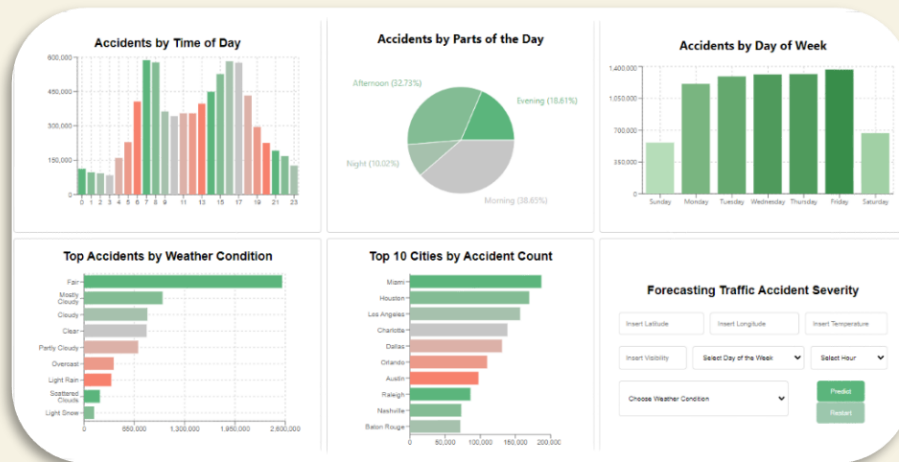 Accidents by Time of Day
600,000
450,000
300,000
150,000
0
0 1 2 3 4 5 6 7 8 9 11 13 15 17 19 21 23
Accidents by Parts of the Day
Afternoon (32.73%)
Evening (18.61%)
Night (10.02%)
Morning (38.65%)
Accidents by Day of Week
1,400,000
1,050,000
700,000
350,000
0
Sunday Monday Tuesday Wednesday Thursday Friday Saturday
Top Accidents by Weather Condition
Fair
Mostly
Cloudy
Cloudy
Clear
Partly Cloudy
Overcast
Light Rain
Scattered
Clouds
Light Snow
0 650,000 1,300,000 1,950,000 2,600,000
Top 10 Cities by Accident Count
Miami
Houston
Los Angeles
Charlotte
Dallas
Orlando
Austin
Raleigh
Nashville
Baton Rouge
0 50,000 100,000 150,000 200,000
Forecasting Traffic Accident Severity
Insert Latitude
Insert Longitude
Insert Temperature
Insert Visibility
Select Day of the Week
Select Hour
Choose Weather Condition
Predict
Restart